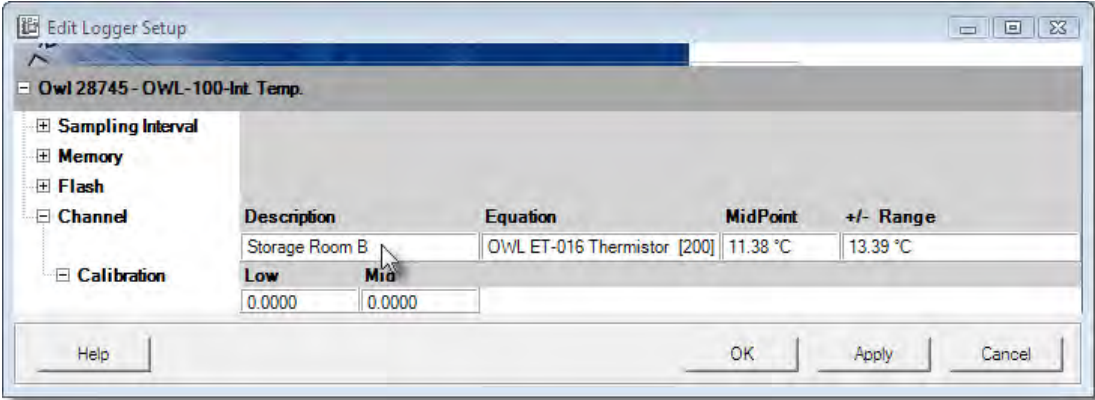 Edit Logger Setup
Owl 28745 - OWL-100-Int. Temp.
Sampling Interval
Memory
Flash
Channel Description Equation MidPoint +/- Range
Storage Room B OWL ET-016 Thermistor [200] 11.38 °C 13.39 °C
Calibration Low Mid
0.0000 0.0000
Help OK Apply Cancel